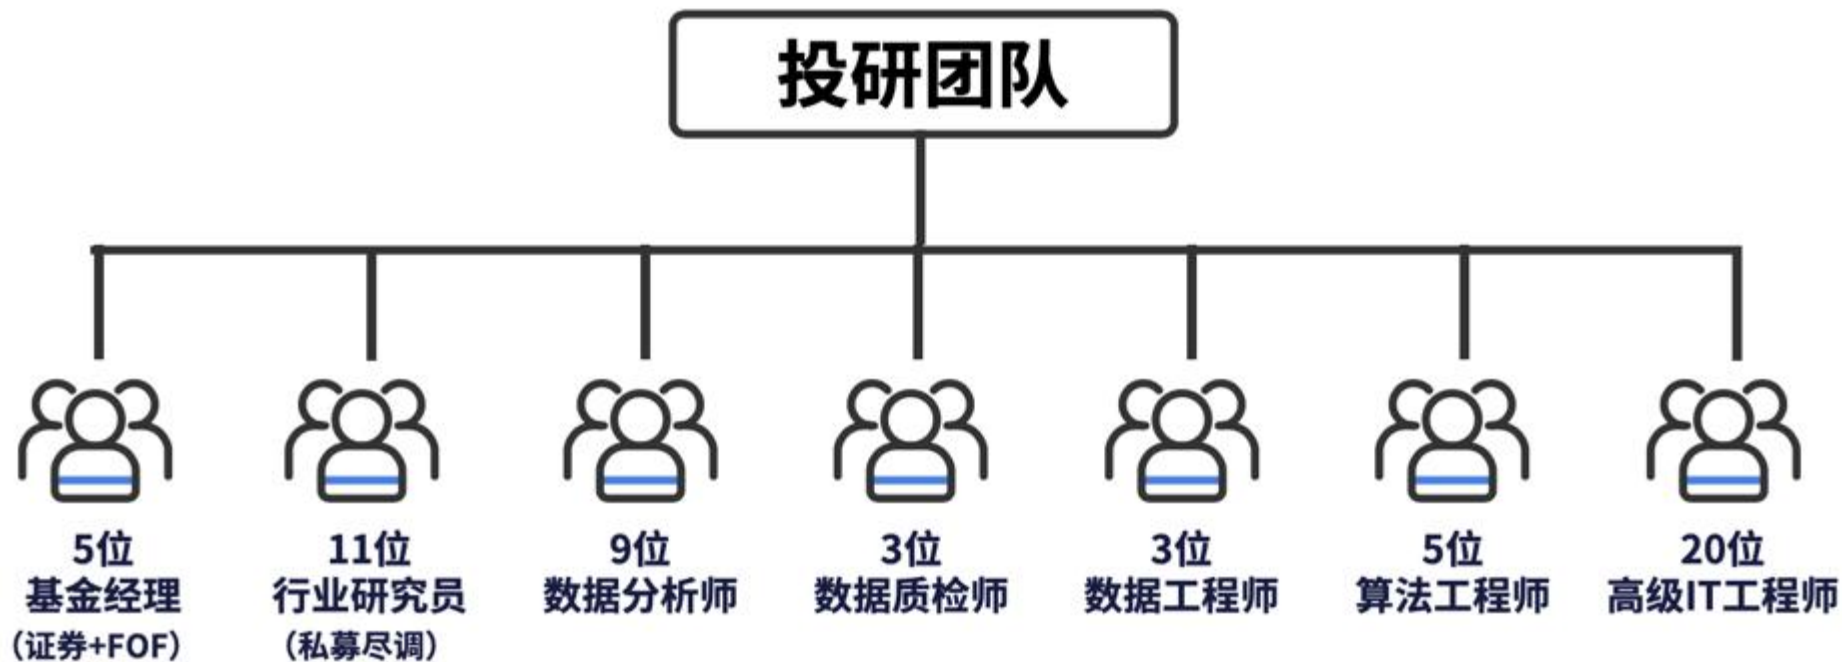 投研团队
5位
基金经理
（证券+FOF）
11位
行业研究员
（私募尽调）
9位
数据分析师
3位
数据质检师
3位
数据工程师
5位
算法工程师
20位
高级IT工程师